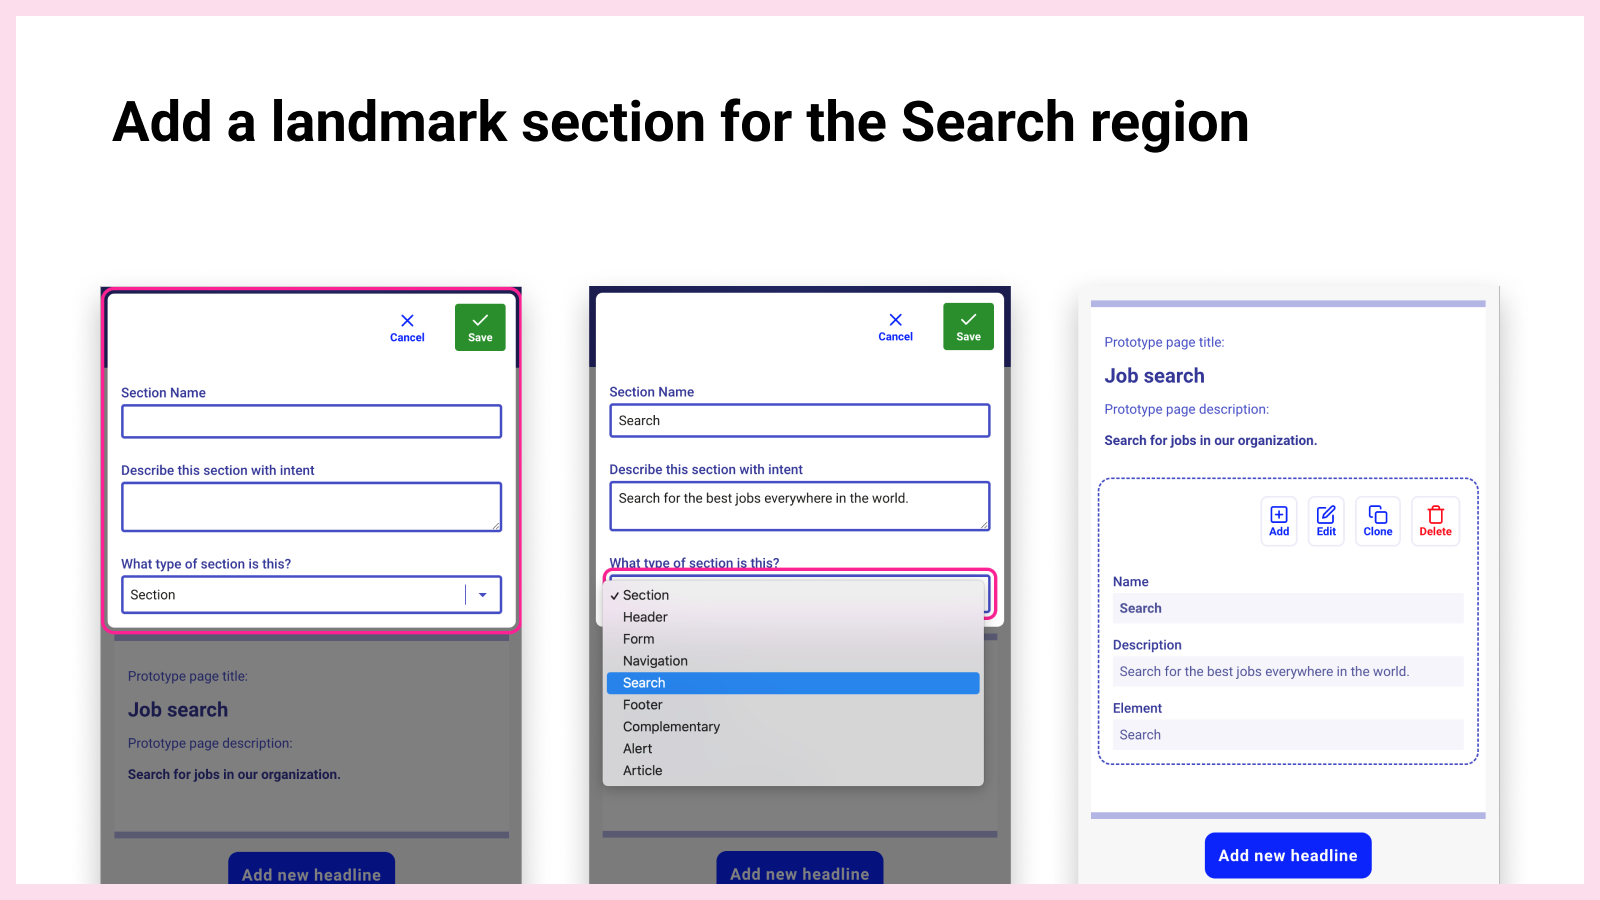 Add a landmark section for the Search region
Cancel
Save
Section Name
Describe this section with intent
What type of section is this?
Section
Prototype page title:
Job search
Prototype page description:
Search for jobs in our organization.
Add new headline
Cancel
Save
Section Name
Search
Describe this section with intent
Search for the best jobs everywhere in the world.
What type of section is this?
✓ Section
Header
Form
Navigation
Search
Footer
Complementary
Alert
Article
Add new headline
Prototype page title:
Job search
Prototype page description:
Search for jobs in our organization.
Add
Edit
Clone
Delete
Name
Search
Description
Search for the best jobs everywhere in the world.
Element
Search
Add new headline